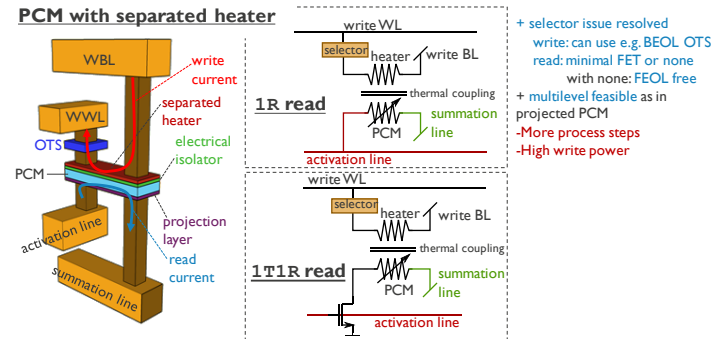 PCM with separated heater
WBL
write
current
WWL
separated
heater
OTS
electrical
isolator
PCM
projection
layer
activation line
read
current
summation line
write WL
selector
heater
write BL
thermal coupling
1R read
summation
line
PCM
activation line
write WL
selector
heater
write BL
thermal coupling
1T1R read
summation
line
PCM
activation line
+ selector issue resolved
write: can use e.g. BEOL OTS
read: minimal FET or none
with none: FEOL free
+ multilevel feasible as in
projected PCM
-More process steps
-High write power